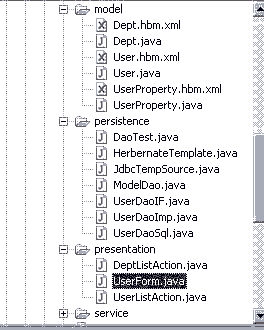 model
Dept.hbm.xml
Dept.java
User.hbm.xml
User.java
UserProperty.hbm.xml
UserProperty.java
persistence
DaoTest.java
HerbernateTemplate.java
JdbcTempSource.java
ModelDao.java
UserDaoIF.java
UserDaoImp.java
UserDaoSql.java
presentation
DeptListAction.java
UserForm.java
UserListAction.java
service